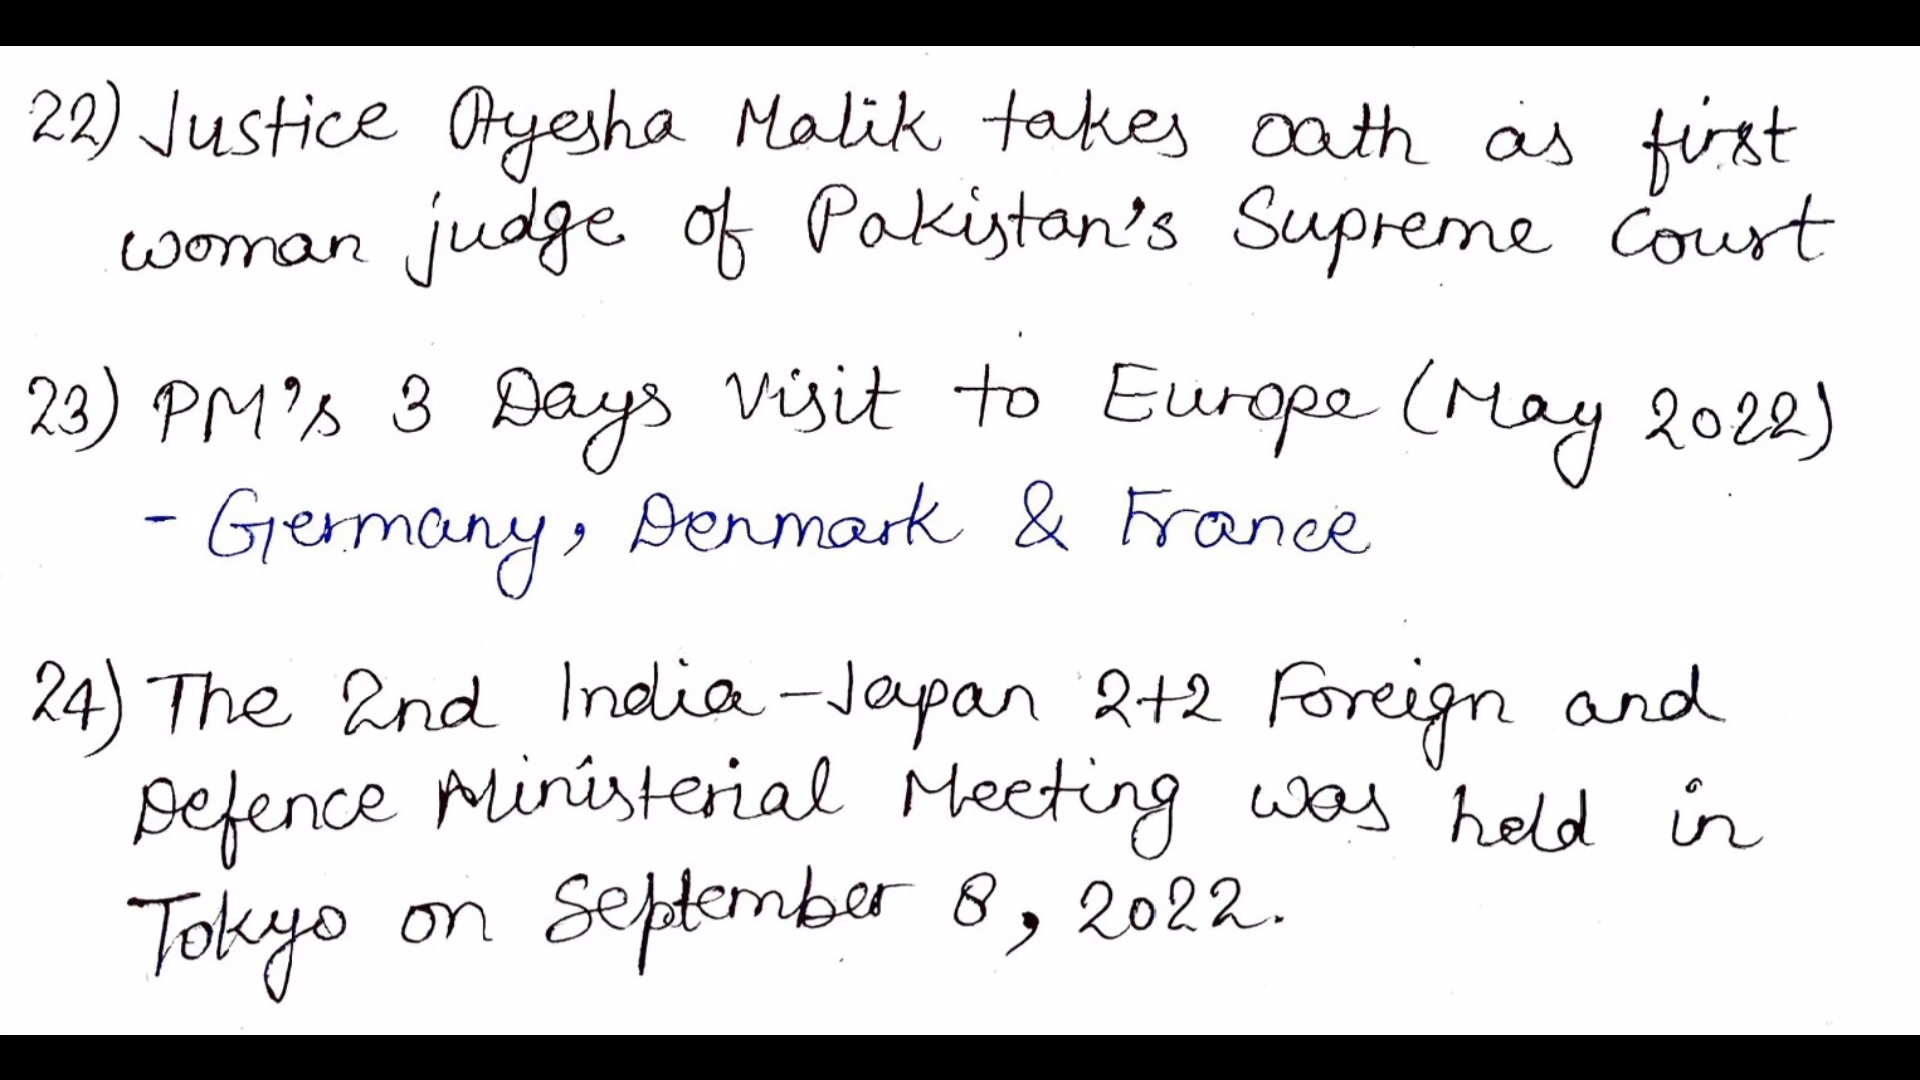 22) Justice Ayesha Malik takes oath as first
woman judge of Pakistan's Supreme Court
23) PM's 3 Days Visit to Europe (May 2022)
- Germany, Denmark & France
24) The 2nd India-Japan 2+2 Foreign and
Defence Ministerial Meeting was held in
Tokyo on September 8, 2022.